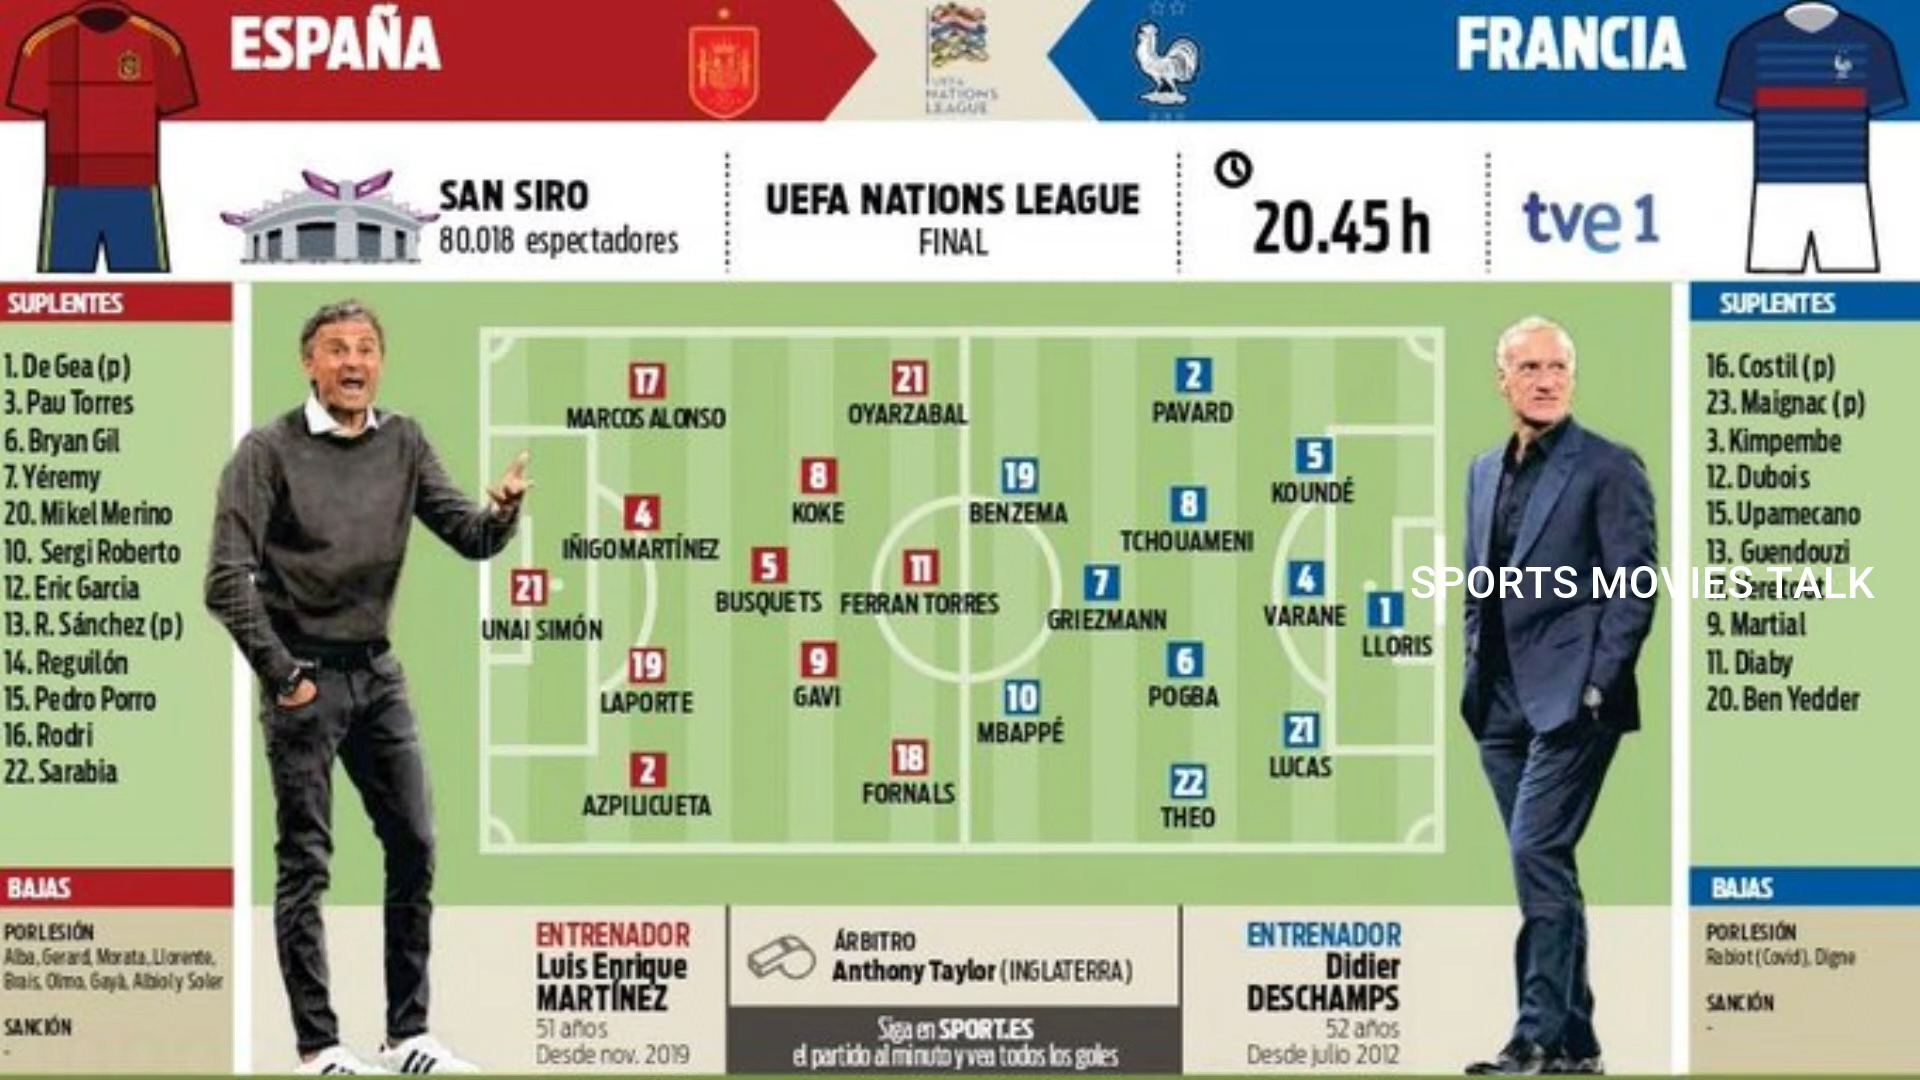 ESPAÑA
UEFA
NATIONS
LEAGUE
FRANCIA
SAN SIRO
80.018 espectadores
UEFA NATIONS LEAGUE
FINAL
20.45 h
tve 1
SUPLENTES
1. De Gea (p)
3. Pau Torres
6. Bryan Gil
7. Yéremy
20. Mikel Merino
10. Sergi Roberto
12. Eric Garcia
13. R. Sánchez (p)
14. Reguilón
15. Pedro Porro
16. Rodri
22. Sarabia
BAJAS
POR LESIÓN
Alba, Gerard, Morata, Llorente,
Brais, Olmo, Gayà, Albiol y Soler
SANCIÓN
-
17
MARCOS ALONSO
21
OYARZABAL
2
PAVARD
5
KOUNDÉ
8
KOKE
19
BENZEMA
4
IÑIGO MARTÍNEZ
8
TCHOUAMENI
5
BUSQUETS
11
FERRAN TORRES
7
GRIEZMANN
4
VARANE
21
UNAI SIMÓN
1
LLORIS
19
LAPORTE
9
GAVI
6
POGBA
10
MBAPPÉ
21
LUCAS
2
AZPILICUETA
18
FORNALS
22
THEO
SUPLENTES
16. Costil (p)
23. Maignac (p)
3. Kimpembe
12. Dubois
15. Upamecano
13. Guendouzi
SPORTS MOVIES TALK
9. Martial
11. Diaby
20. Ben Yedder
BAJAS
POR LESIÓN
Rabiot (Covid), Digne
SANCIÓN
-
ENTRENADOR
Luis Enrique
MARTÍNEZ
51 años
Desde nov. 2019
ÁRBITRO
Anthony Taylor (INGLATERRA)
Siga en SPORT.ES
el partido al minuto y vea todos los goles
ENTRENADOR
Didier
DESCHAMPS
52 años
Desde julio 2012